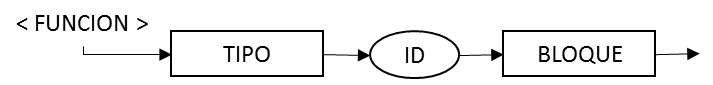 < FUNCION >
TIPO ID BLOQUE